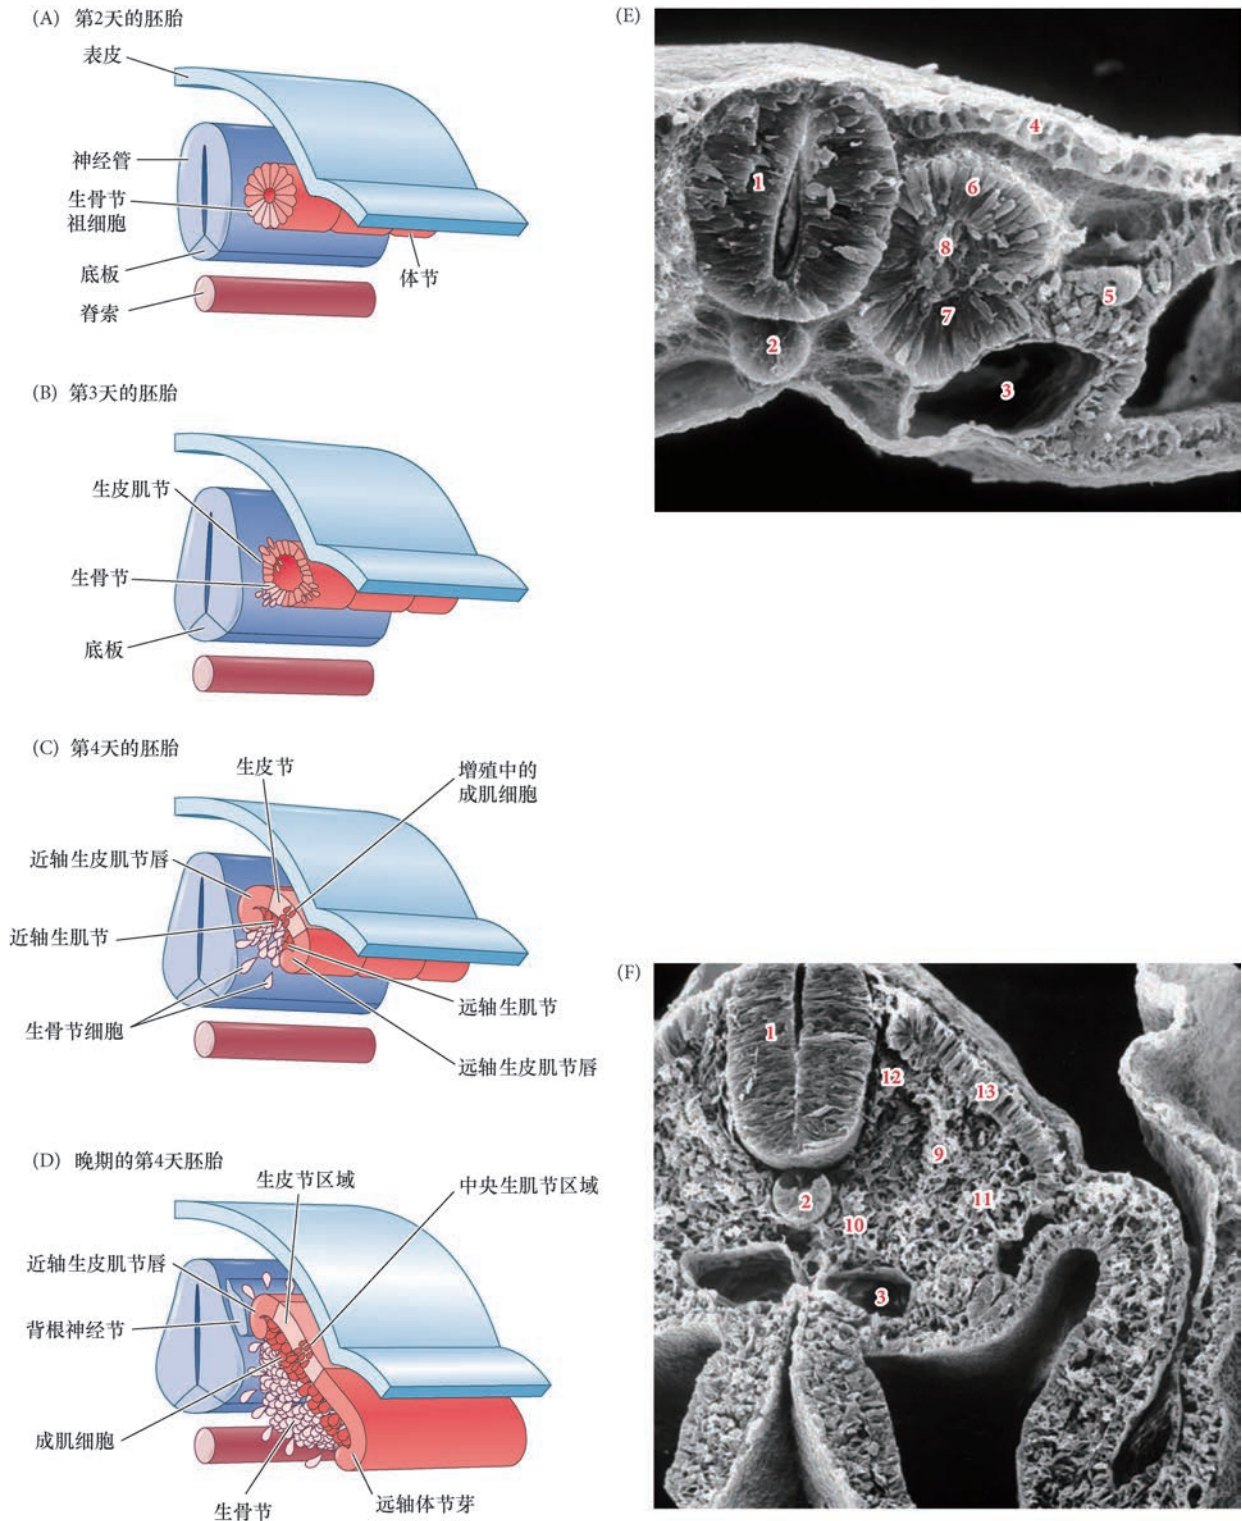 (A) 第2天的胚胎
表皮
神经管
生骨节
祖细胞
底板
脊索
体节
(B) 第3天的胚胎
生皮肌节
生骨节
底板
(C) 第4天的胚胎
生皮节
增殖中的
成肌细胞
近轴生皮肌节唇
近轴生肌节
生骨节细胞
远轴生肌节
远轴生皮肌节唇
(D) 晚期的第4天胚胎
生皮节区域
中央生肌节区域
近轴生皮肌节唇
背根神经节
成肌细胞
生骨节
远轴体节芽
(E)
4
1
6
8
5
7
2
3
(F)
1
12
13
9
2
11
10
3